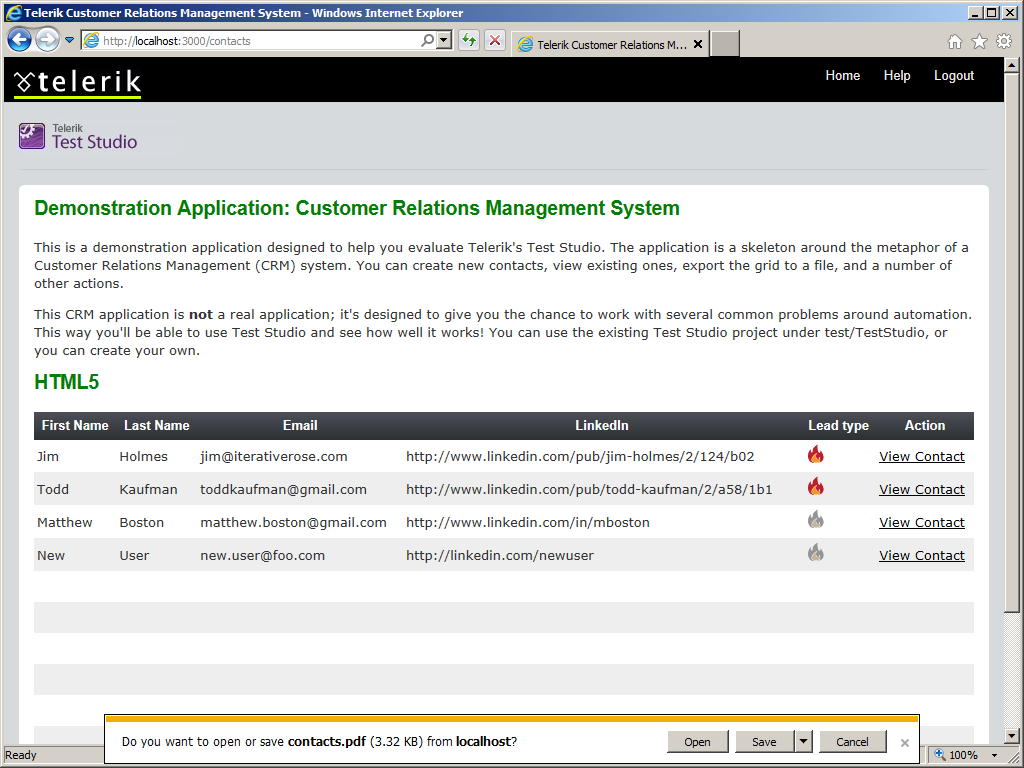 Telerik Customer Relations Management System - Windows Internet Explorer
http://localhost:3000/contacts
Telerik Customer Relations M...
telerik
Home Help Logout
Telerik
Test Studio
Demonstration Application: Customer Relations Management System
This is a demonstration application designed to help you evaluate Telerik's Test Studio. The application is a skeleton around the metaphor of a
Customer Relations Management (CRM) system. You can create new contacts, view existing ones, export the grid to a file, and a number of
other actions.
This CRM application is not a real application; it's designed to give you the chance to work with several common problems around automation.
This way you'll be able to use Test Studio and see how well it works! You can use the existing Test Studio project under test/TestStudio, or
you can create your own.
HTML5
First Name Last Name Email LinkedIn Lead type Action
Jim Holmes jim@iterativerose.com http://www.linkedin.com/pub/jim-holmes/2/124/b02 View Contact
Todd Kaufman toddkaufman@gmail.com http://www.linkedin.com/pub/todd-kaufman/2/a58/1b1 View Contact
Matthew Boston matthew.boston@gmail.com http://www.linkedin.com/in/mboston View Contact
New User new.user@foo.com http://linkedin.com/newuser View Contact
Do you want to open or save contacts.pdf (3.32 KB) from localhost? Open Save Cancel
Ready 100%